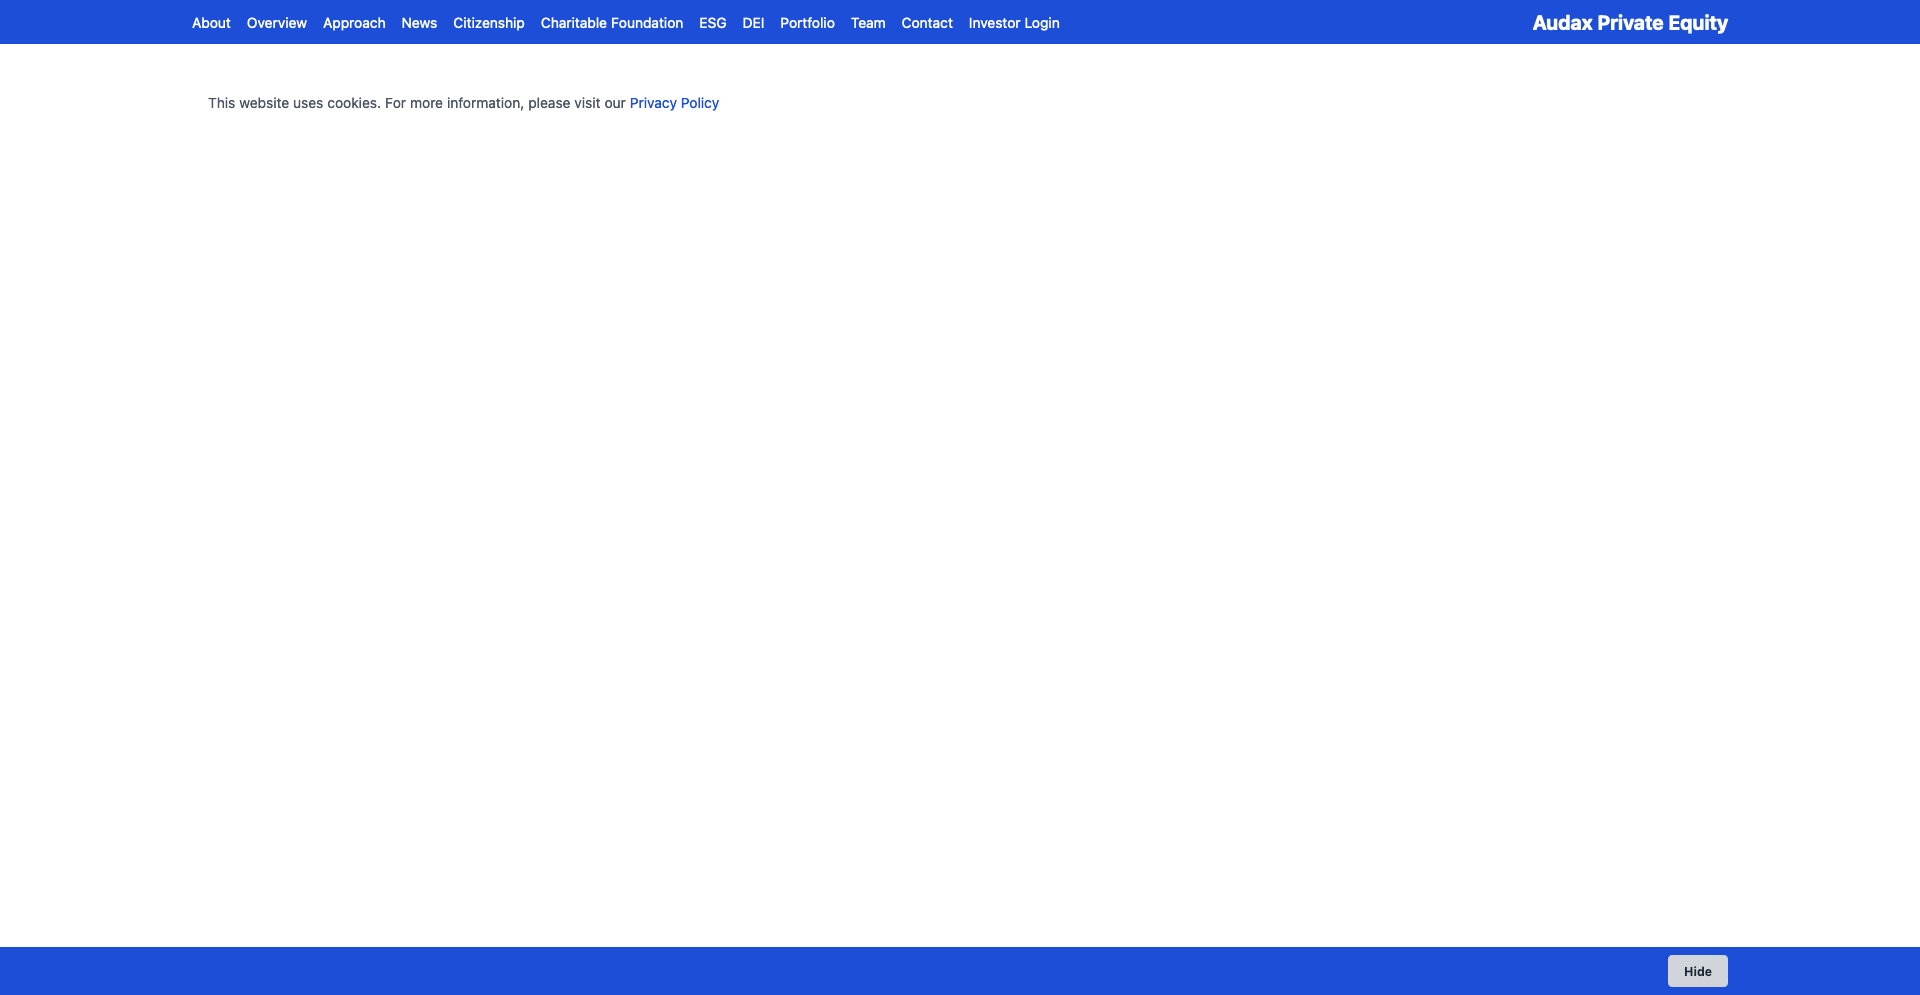 About Overview Approach News Citizenship Charitable Foundation ESG DEI Portfolio Team Contact Investor Login Audax Private Equity
This website uses cookies. For more information, please visit our Privacy Policy
Hide